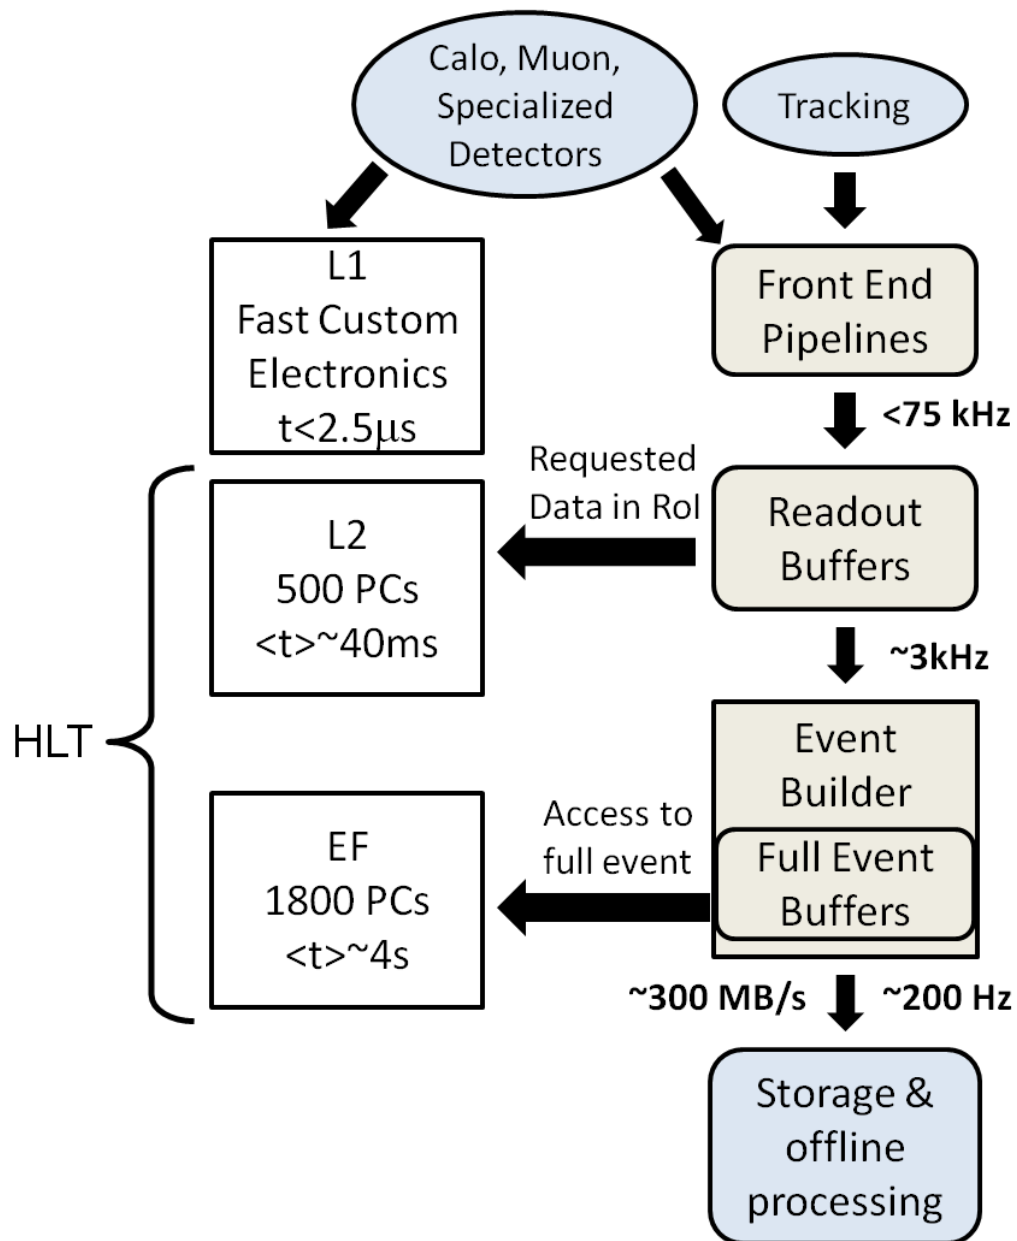 Calo, Muon,
Specialized
Detectors
Tracking
L1
Fast Custom
Electronics
t<2.5μs
Front End
Pipelines
<75 kHz
Requested
Data in RoI
Readout
Buffers
L2
500 PCs
<t>~40ms
~3kHz
HLT
Event
Builder
Access to
full event
Full Event
Buffers
EF
1800 PCs
<t>~4s
~300 MB/s
~200 Hz
Storage &
offline
processing